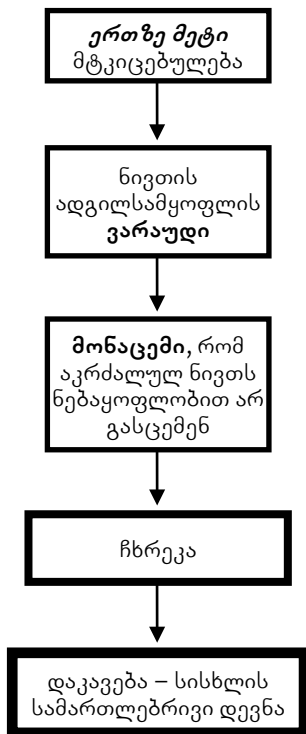 ერთზე მეტი
მტკიცებულება
ნივთის
ადგილსამყოფლის
ვარაუდი
მონაცემი, რომ
აკრძალულ ნივთს
ნებაყოფლობით არ
გასცემენ
ჩხრეკა
დაკავება – სისხლის
სამართლებრივი დევნა